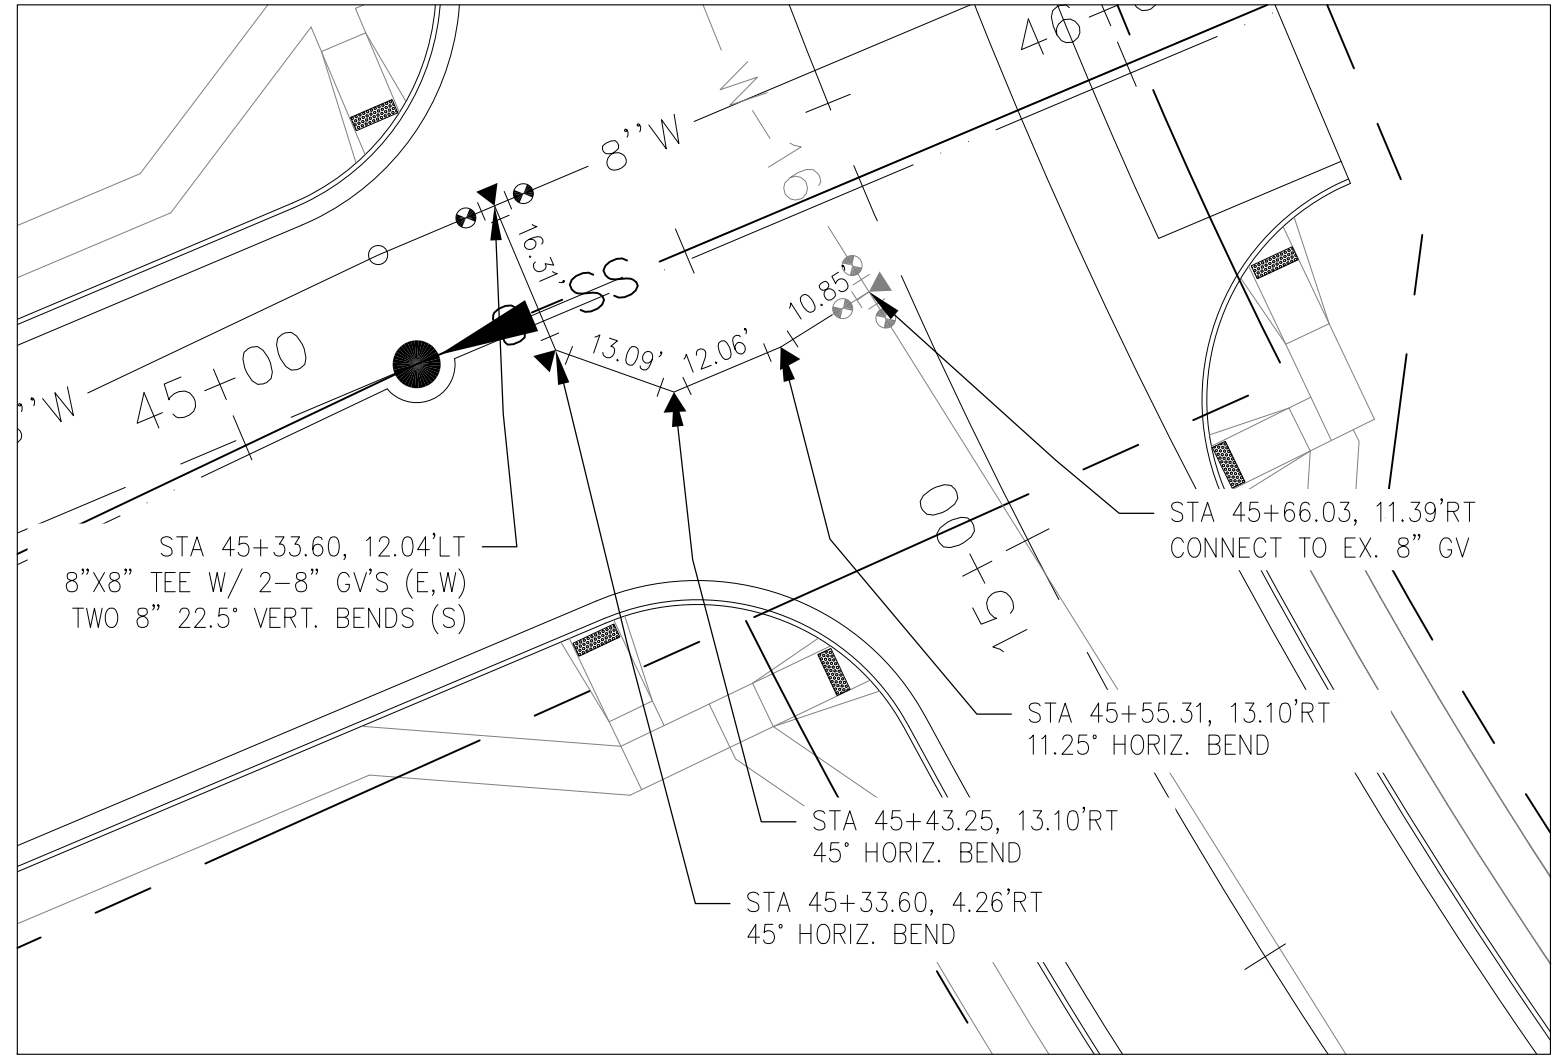 46+
W
8''W
16
16.31'
SS
10.85'
13.09'
12.06'
45+00
''W
15+00
STA 45+66.03, 11.39'RT
CONNECT TO EX. 8" GV
STA 45+33.60, 12.04'LT
8"X8" TEE W/ 2-8" GV'S (E,W)
TWO 8" 22.5° VERT. BENDS (S)
STA 45+55.31, 13.10'RT
11.25° HORIZ. BEND
STA 45+43.25, 13.10'RT
45° HORIZ. BEND
STA 45+33.60, 4.26'RT
45° HORIZ. BEND